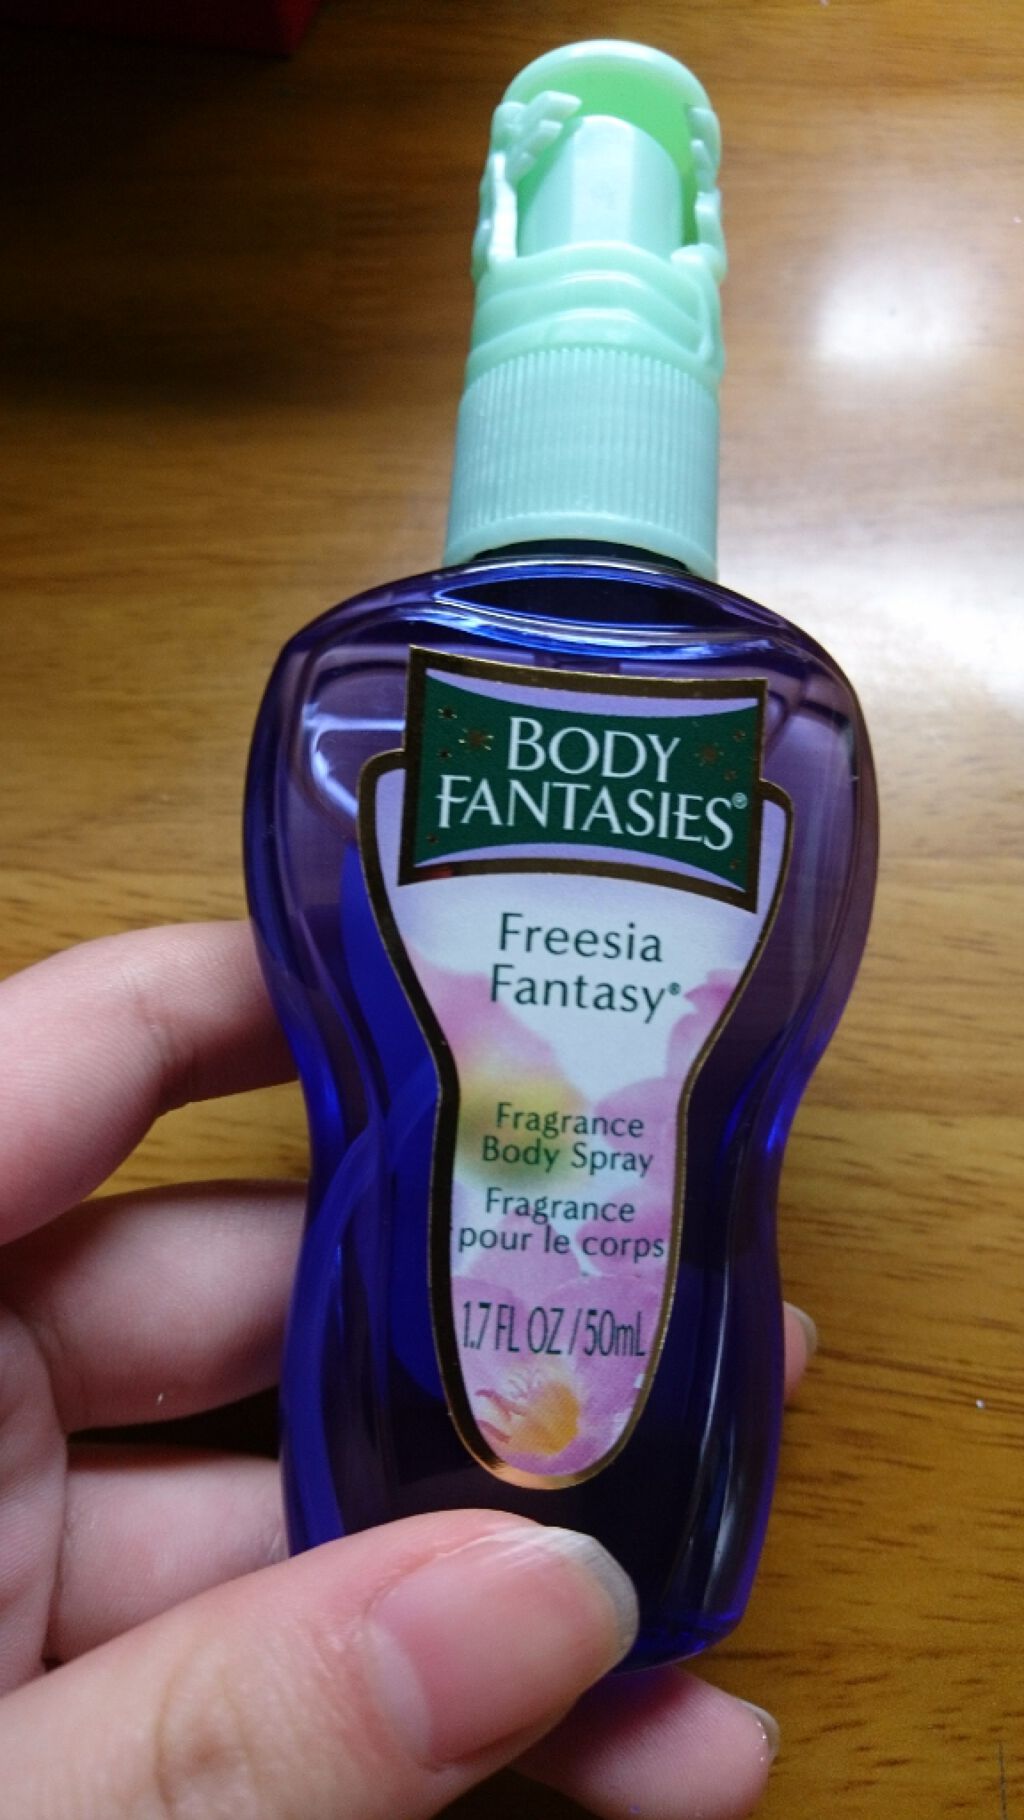 BODY
FANTASIES®
Freesia
Fantasy®
Fragrance
Body Spray
Fragrance
pour le corps
1.7 FL OZ / 50mL